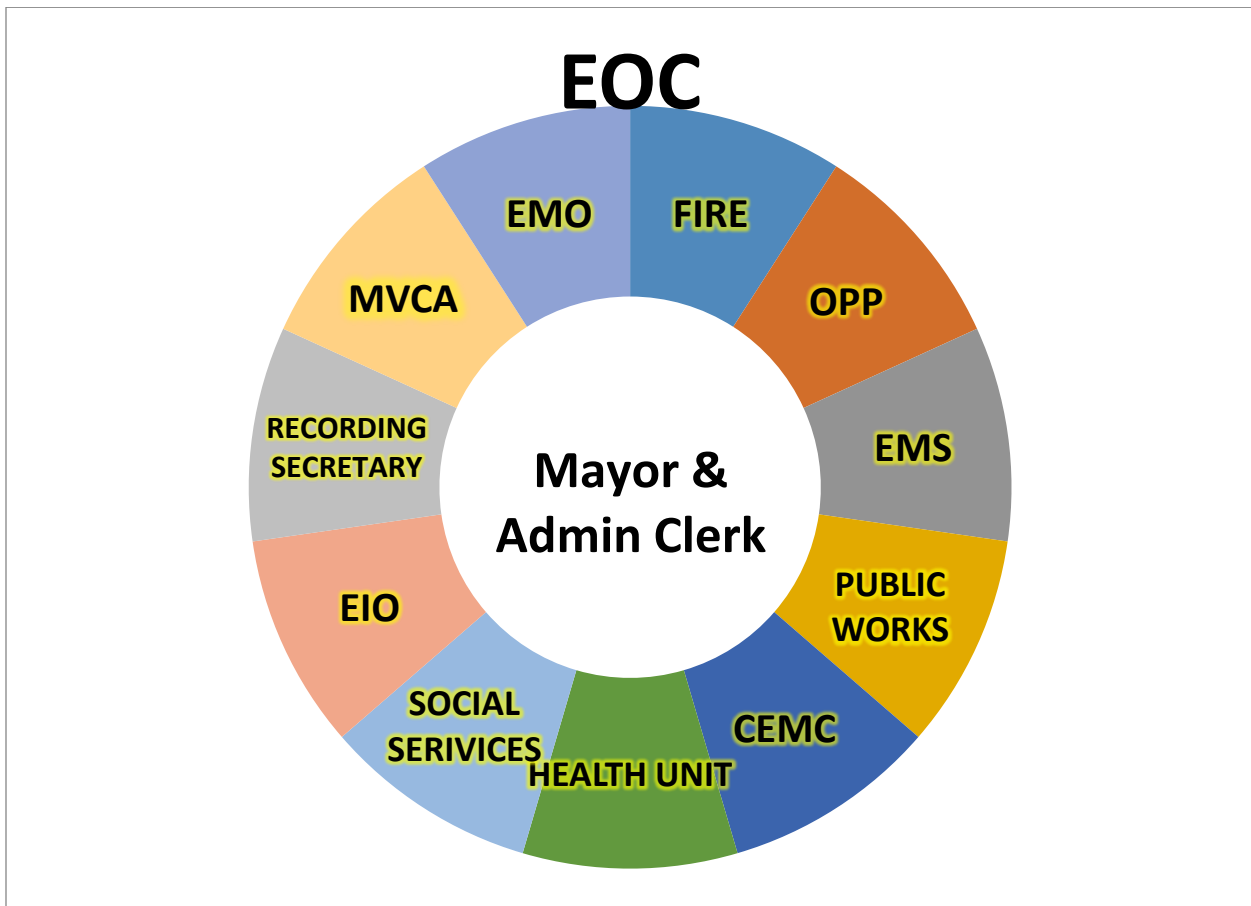 EOC
EMO
FIRE
MVCA
OPP
RECORDING
SECRETARY
EMS
Mayor &
Admin Clerk
EIO
PUBLIC
WORKS
SOCIAL
SERIVICES
CEMC
HEALTH UNIT